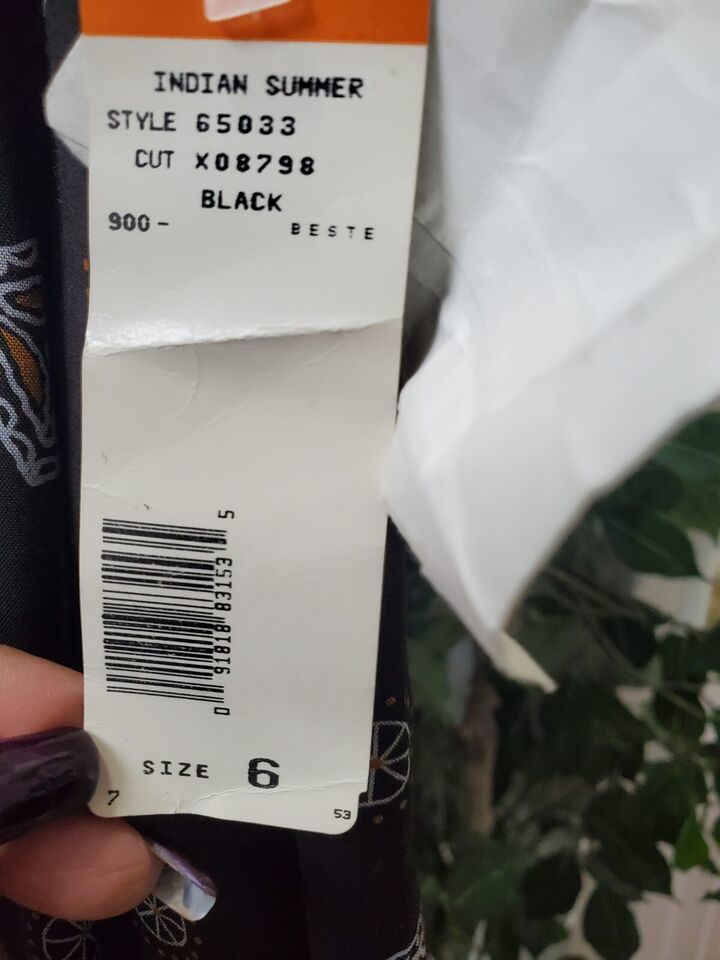 INDIAN SUMMER
STYLE 65033
CUT X08798
BLACK
900- BESTE
0 91818 83153 5
SIZE 6
7 53